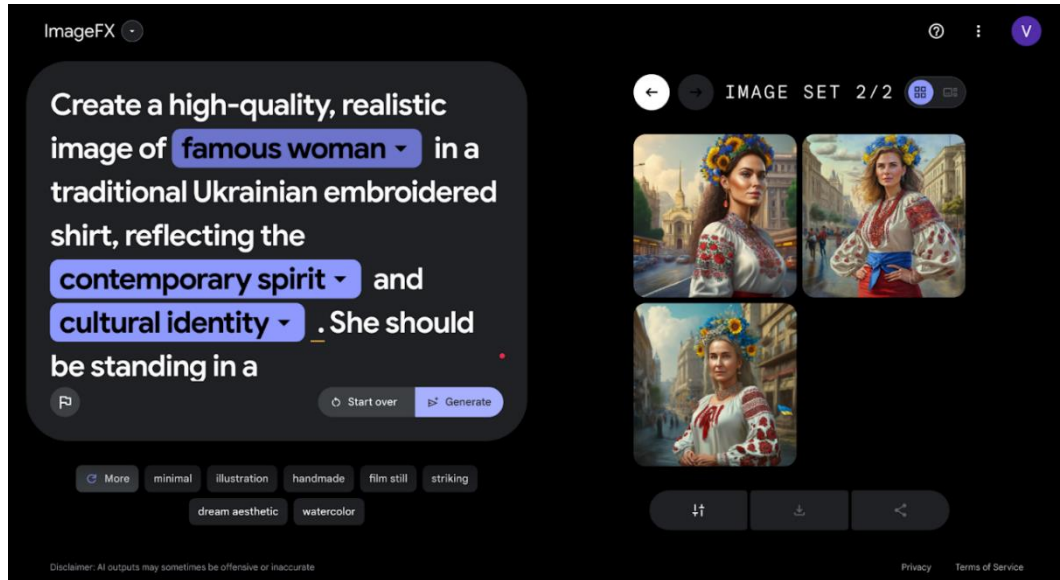 ImageFX
V
Create a high-quality, realistic
image of famous woman in a
traditional Ukrainian embroidered
shirt, reflecting the
contemporary spirit and
cultural identity . She should
be standing in a
Start over Generate
More minimal illustration handmade film still striking
dream aesthetic watercolor
IMAGE SET 2/2
Disclaimer: AI outputs may sometimes be offensive or inaccurate
Privacy Terms of Service